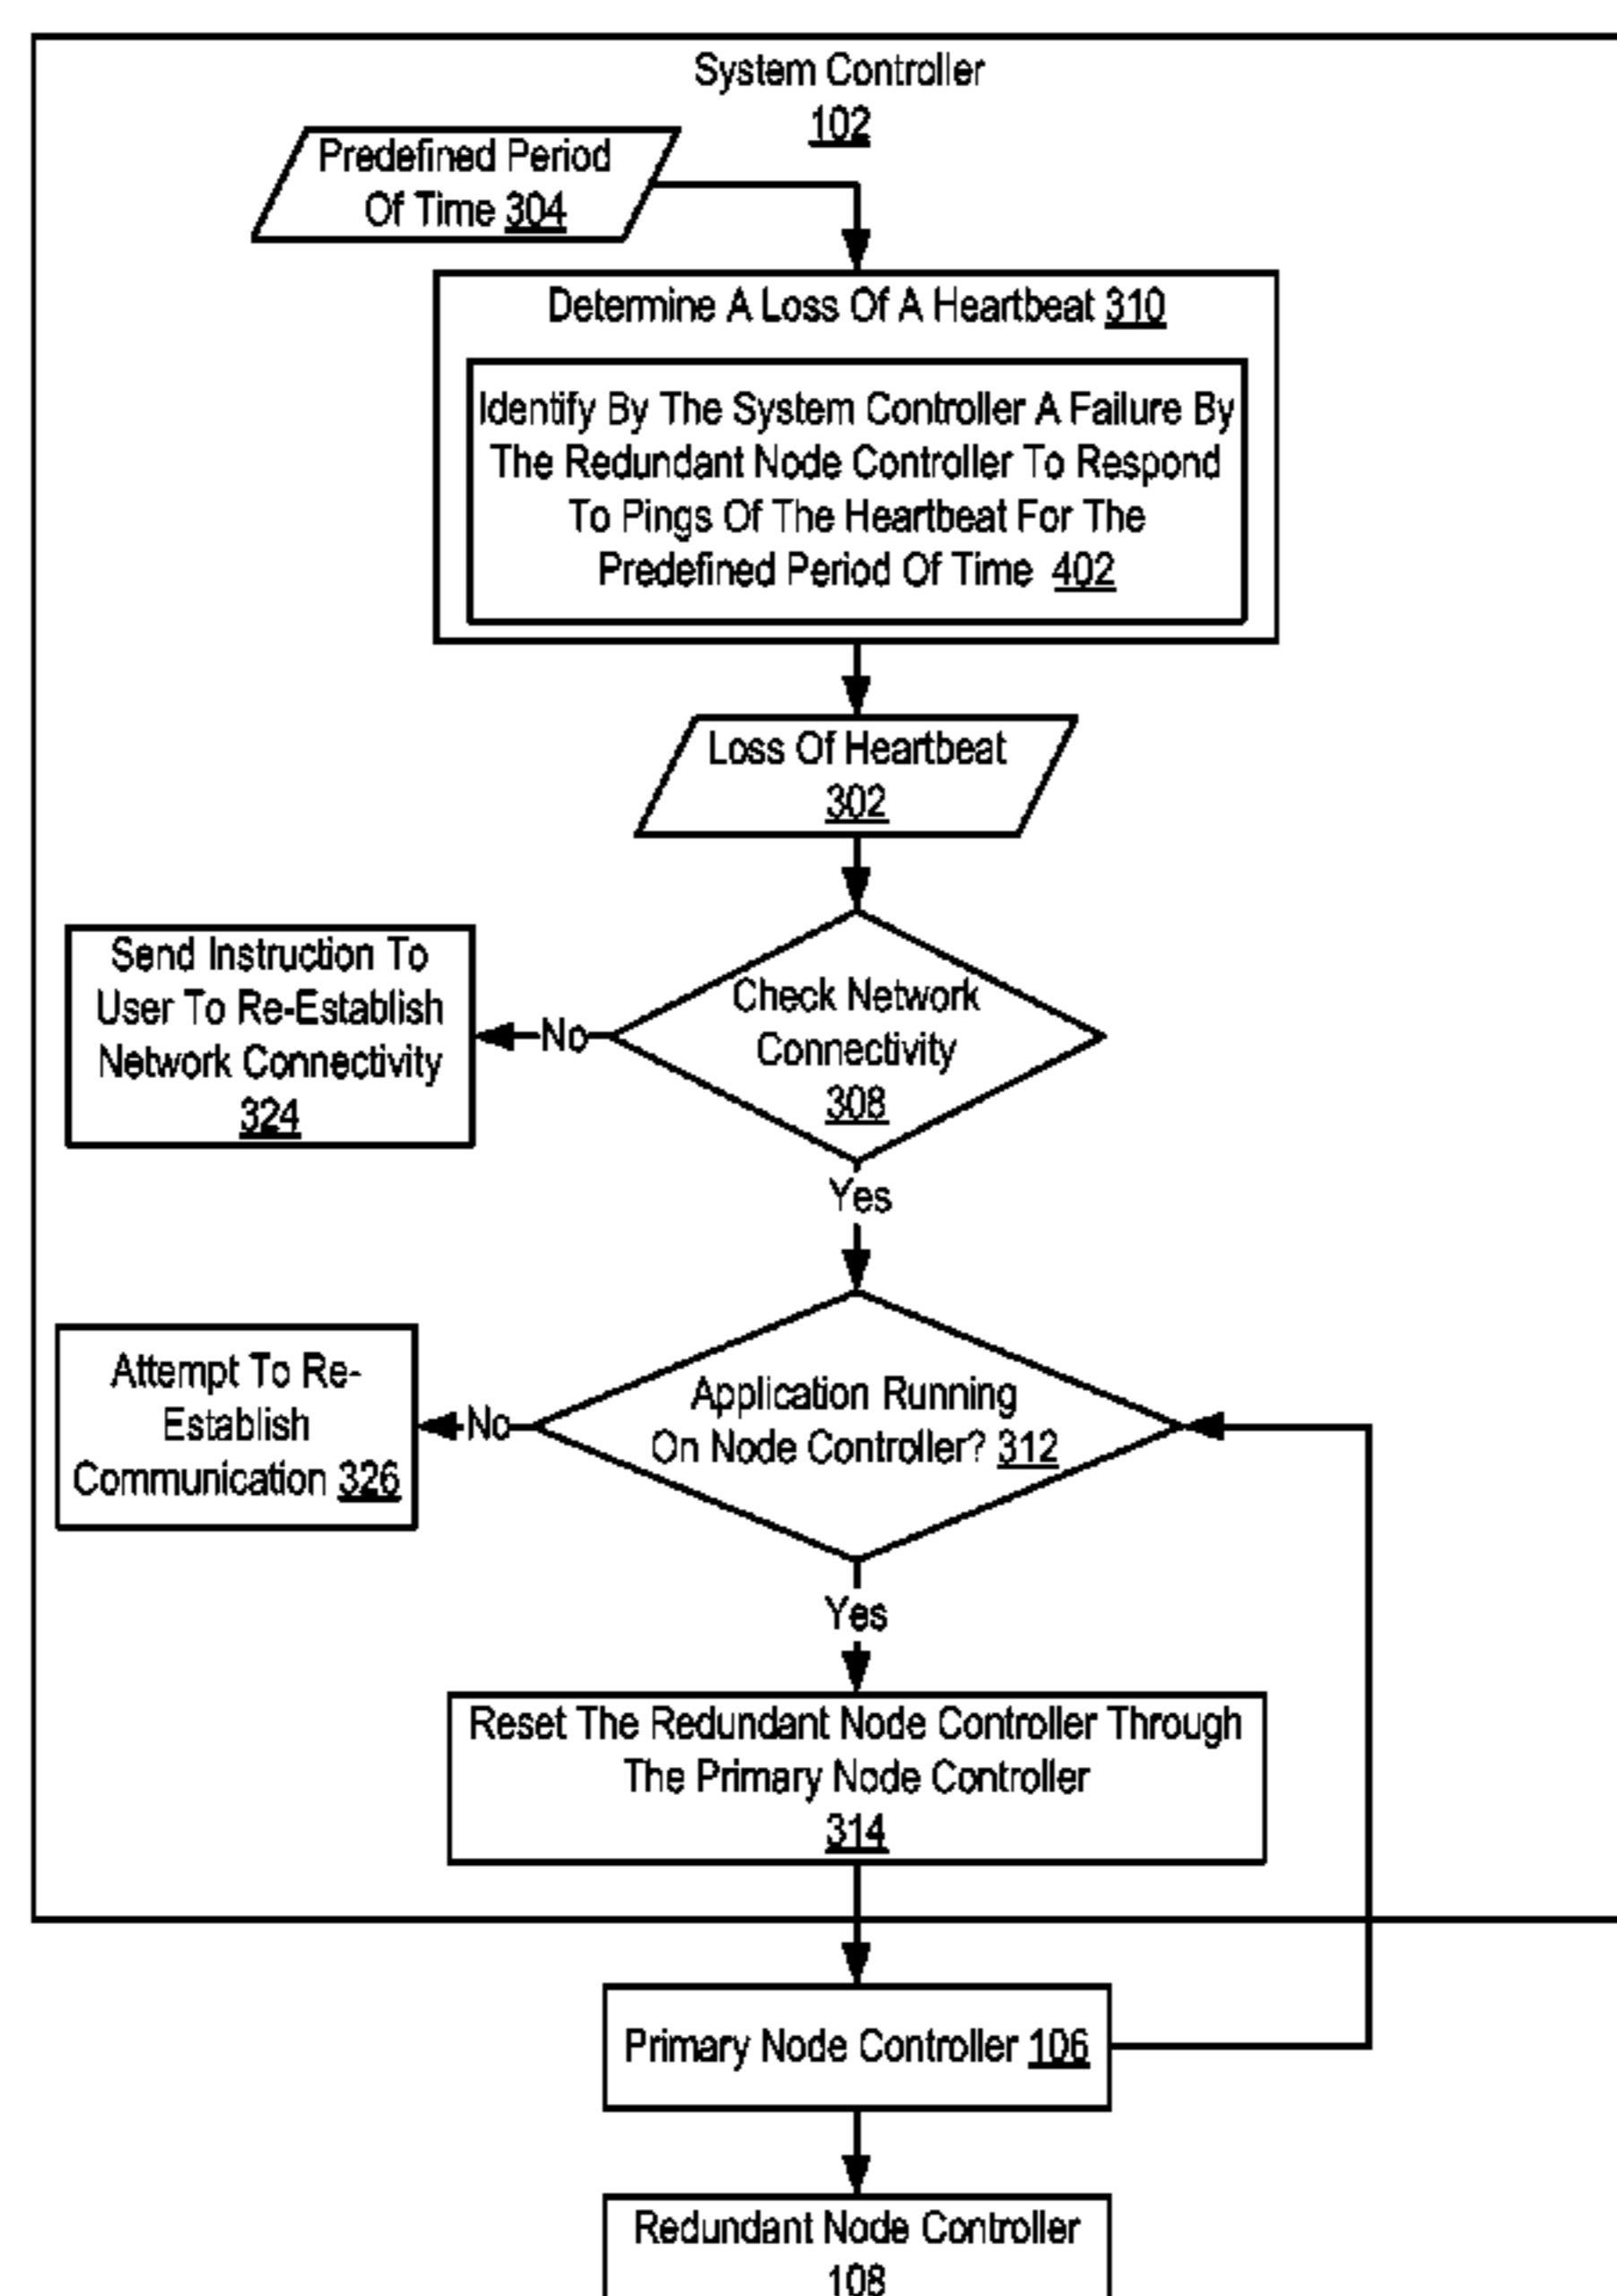 System Controller
102
Predefined Period
Of Time 304
Determine A Loss Of A Heartbeat 310
Identify By The System Controller A Failure By
The Redundant Node Controller To Respond
To Pings Of The Heartbeat For The
Predefined Period Of Time 402
Loss Of Heartbeat
302
Check Network
Connectivity
308
No
Send Instruction To
User To Re-Establish
Network Connectivity
324
Yes
Application Running
On Node Controller? 312
No
Attempt To Re-
Establish
Communication 326
Yes
Reset The Redundant Node Controller Through
The Primary Node Controller
314
Primary Node Controller 106
Redundant Node Controller
108